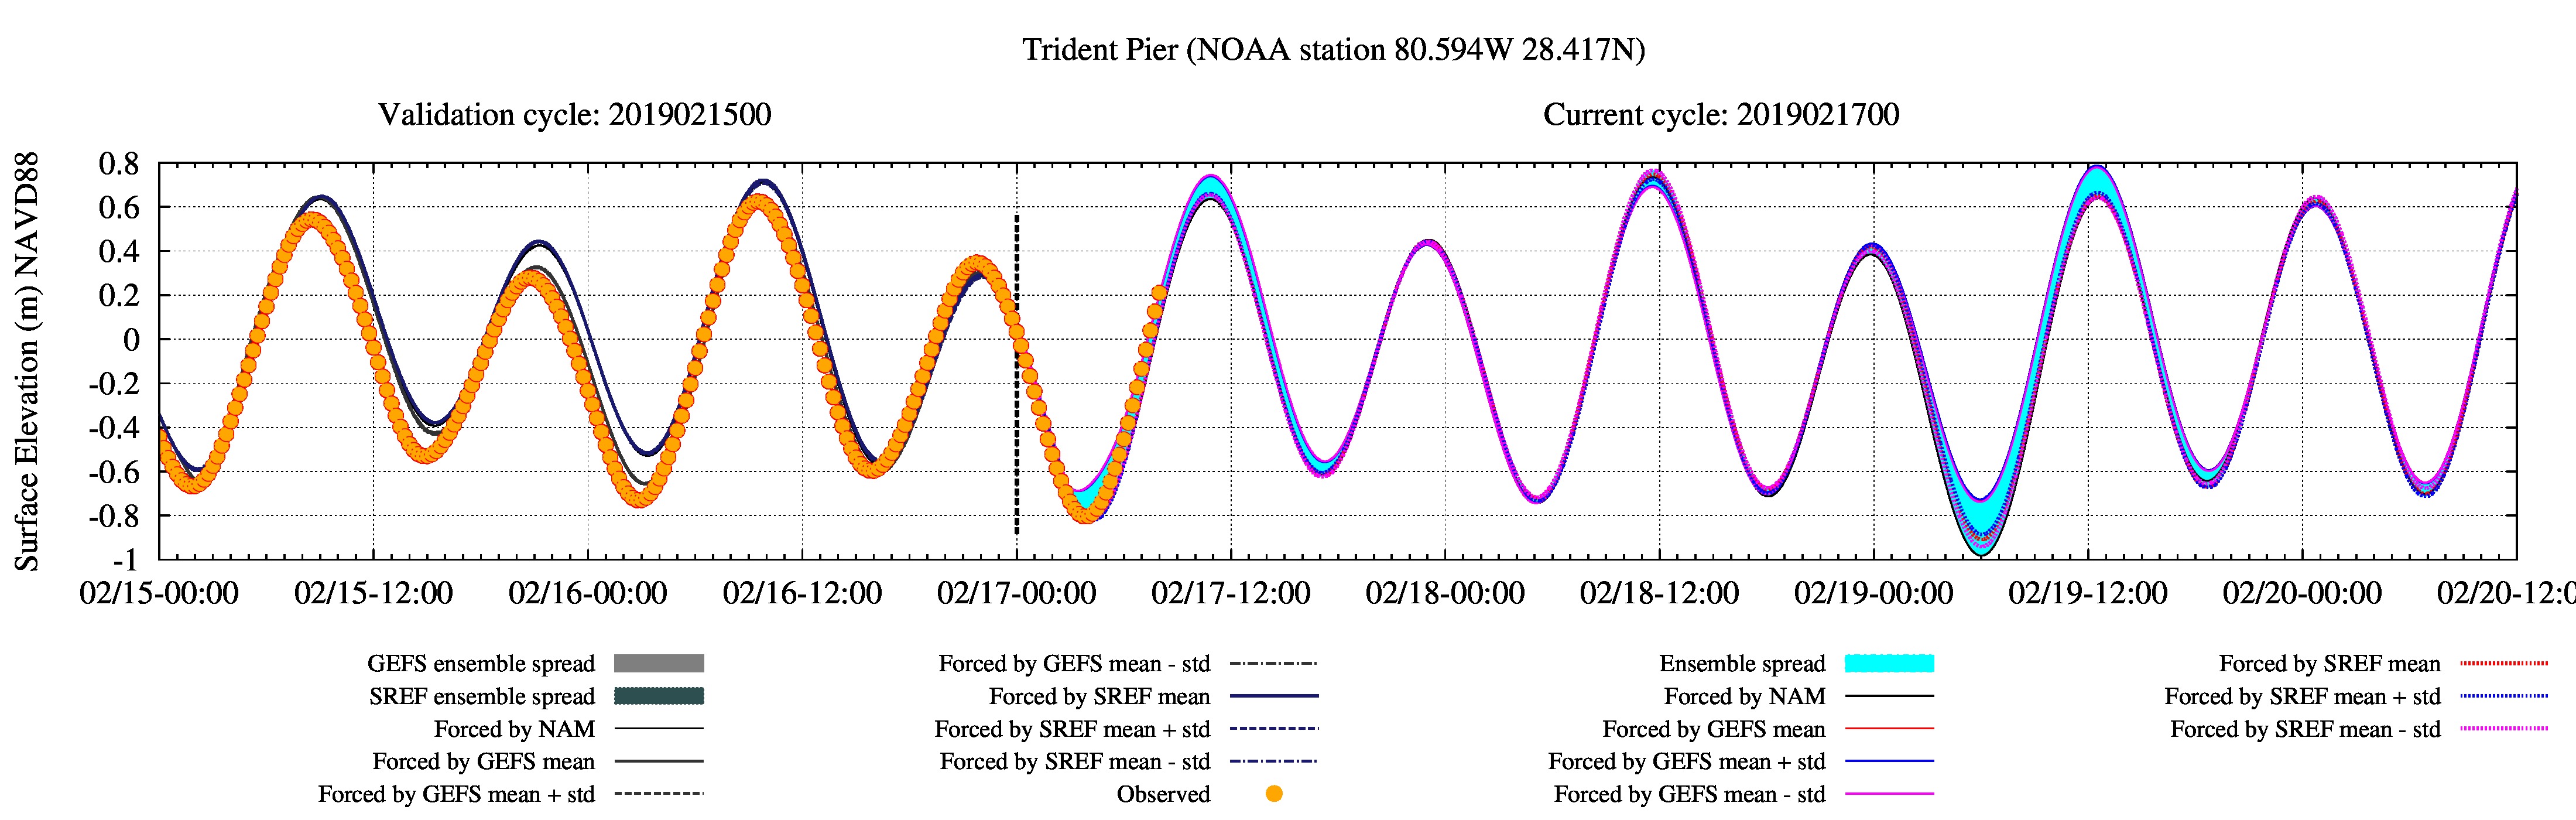 Trident Pier (NOAA station 80.594W 28.417N)
Validation cycle: 2019021500
Current cycle: 2019021700
Surface Elevation (m) NAVD88
0.8
0.6
0.4
0.2
0
-0.2
-0.4
-0.6
-0.8
-1
02/15-00:00 02/15-12:00 02/16-00:00 02/16-12:00 02/17-00:00 02/17-12:00 02/18-00:00 02/18-12:00 02/19-00:00 02/19-12:00 02/20-00:00 02/20-12:0
GEFS ensemble spread
SREF ensemble spread
Forced by NAM
Forced by GEFS mean
Forced by GEFS mean + std
Forced by GEFS mean - std
Forced by SREF mean
Forced by SREF mean + std
Forced by SREF mean - std
Observed
Ensemble spread
Forced by NAM
Forced by GEFS mean
Forced by GEFS mean + std
Forced by GEFS mean - std
Forced by SREF mean
Forced by SREF mean + std
Forced by SREF mean - std